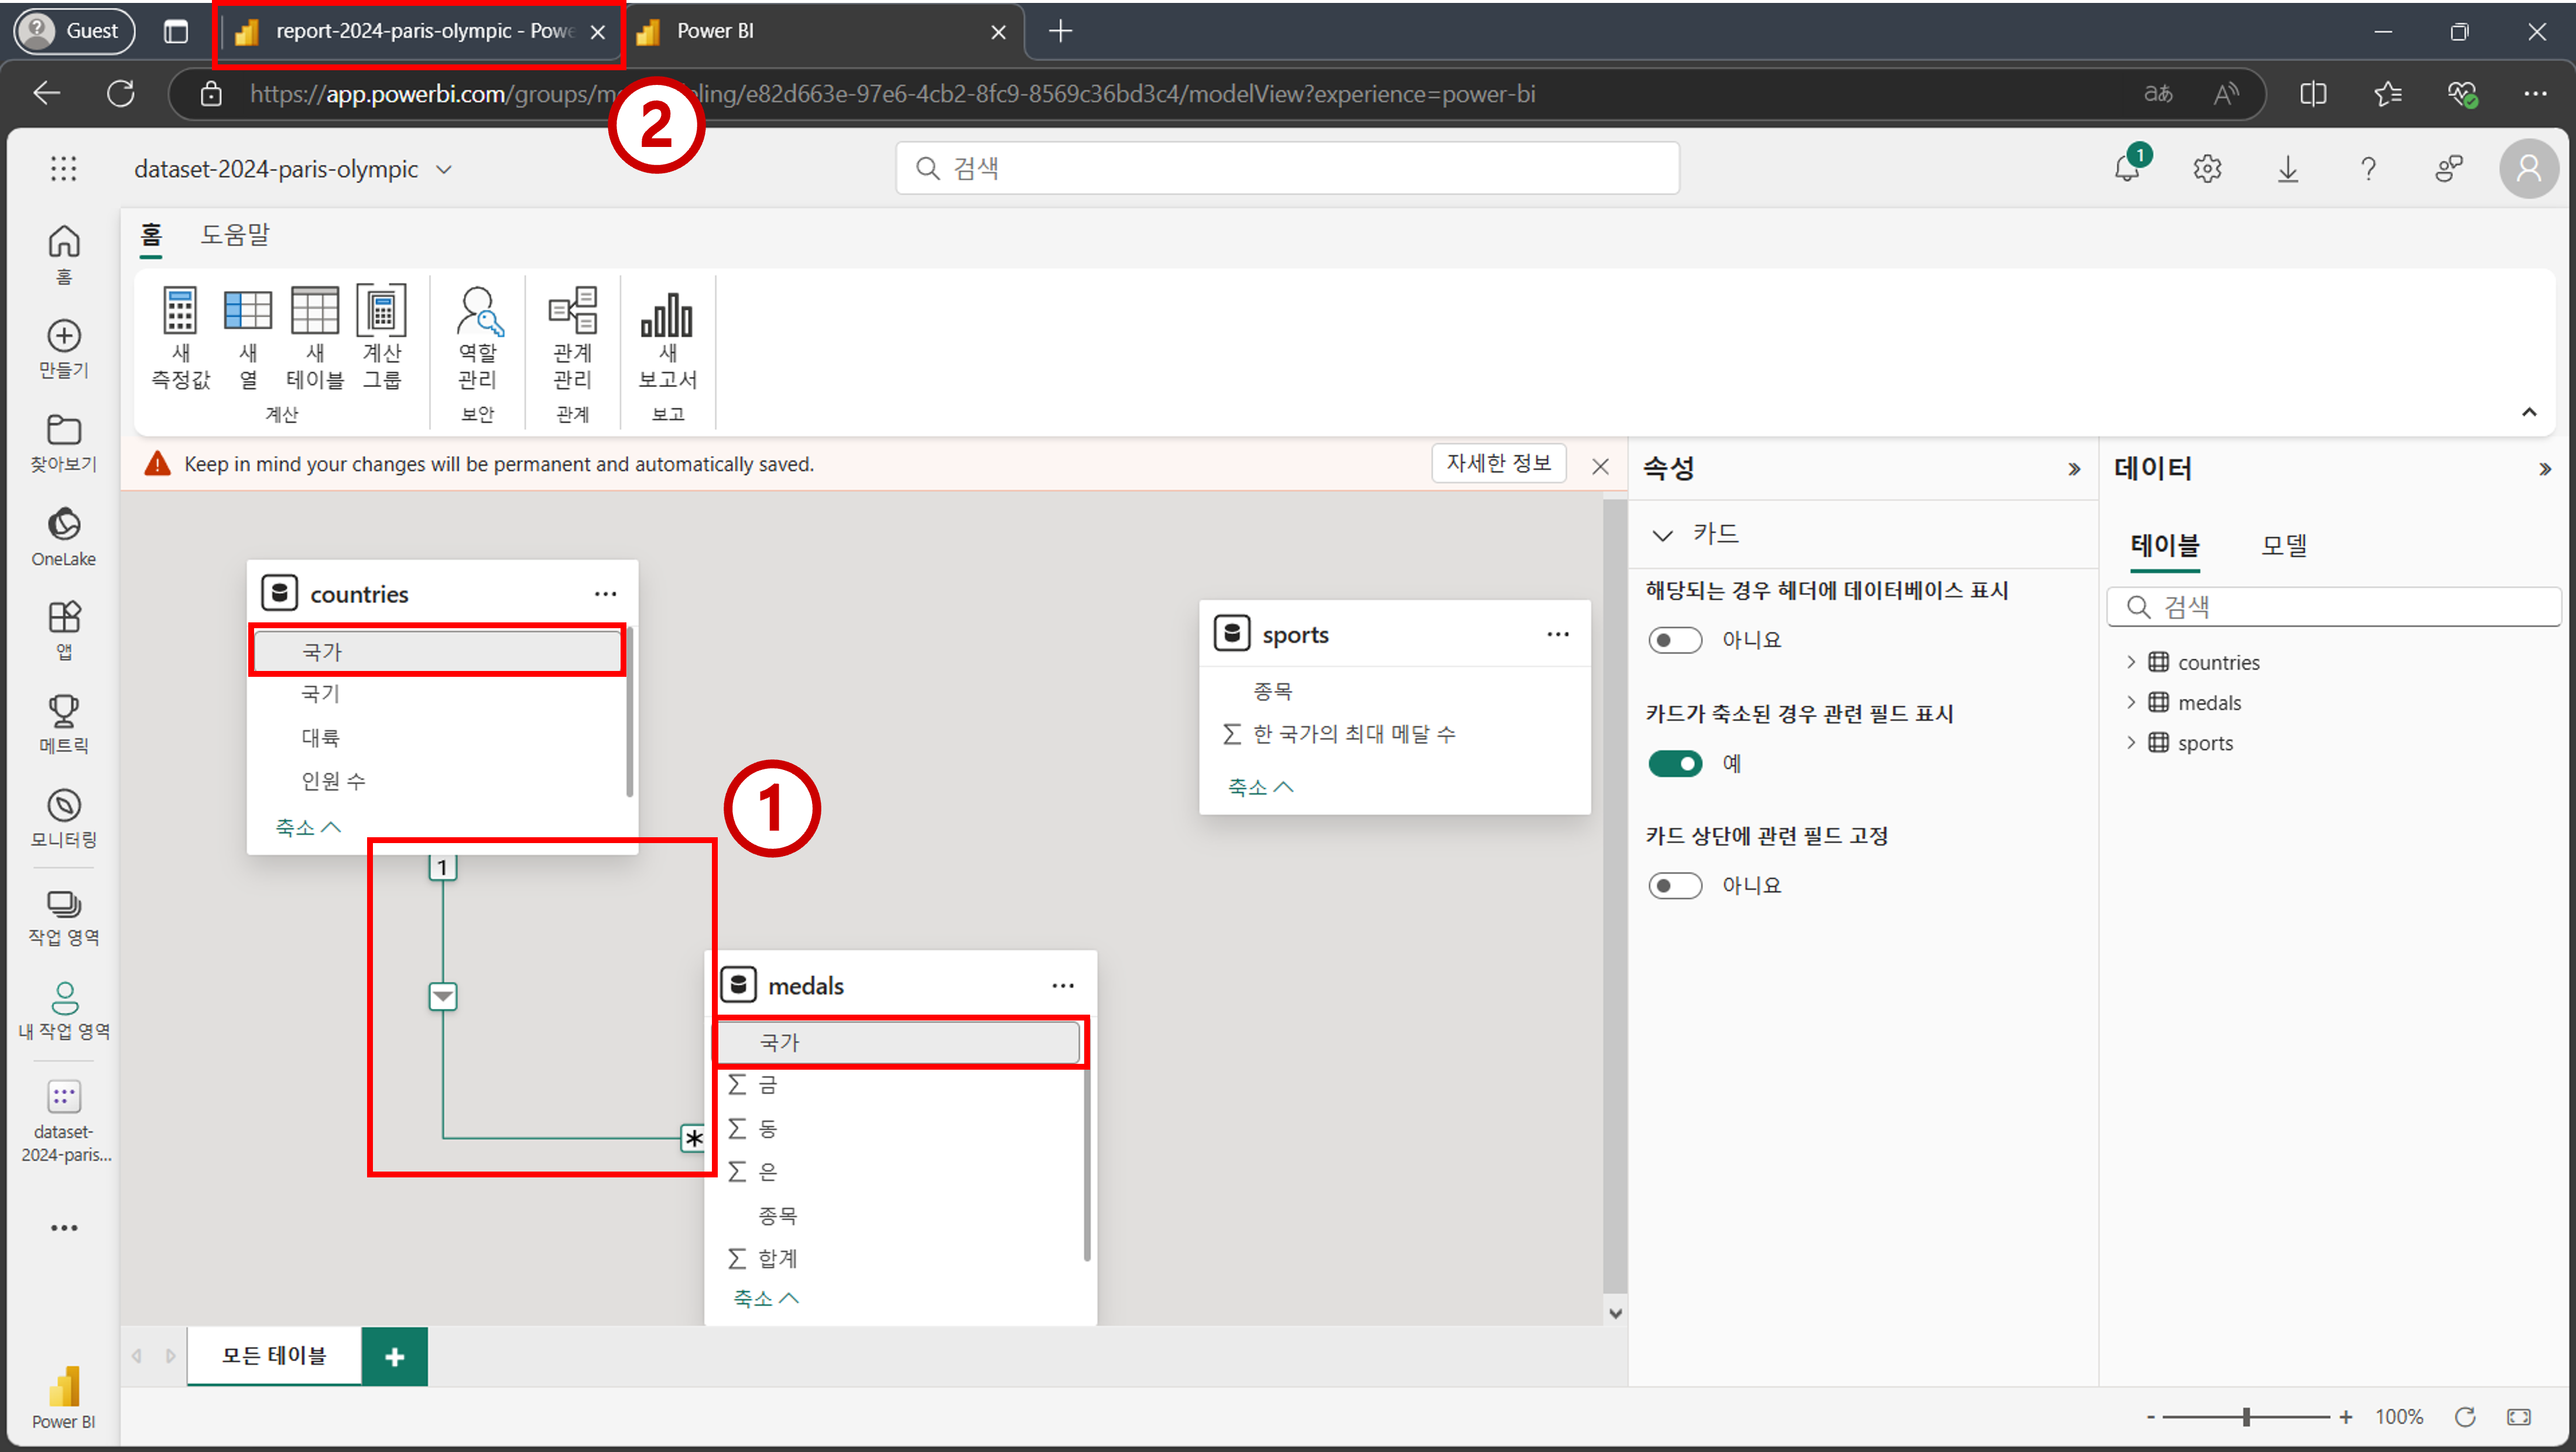 Guest
report-2024-paris-olympic - Powe
Power BI
https://app.powerbi.com/groups/me
ling/e82d663e-97e6-4cb2-8fc9-8569c36bd3c4/modelView?experience=power-bi
aあ
2
dataset-2024-paris-olympic
검색
1
홈
도움말
홈
만들기
찾아보기
OneLake
앱
메트릭
모니터링
작업 영역
내 작업 영역
dataset-
2024-paris...
Power BI
새
측정값
새
열
새
테이블
계산
그룹
계산
역할
관리
보안
관계
관리
관계
새
보고서
보고
Keep in mind your changes will be permanent and automatically saved.
자세한 정보
countries
국가
국기
대륙
인원 수
축소
1
1
*
sports
종목
Σ 한 국가의 최대 메달 수
축소
medals
국가
Σ 금
Σ 동
Σ 은
종목
Σ 합계
축소
모든 테이블
속성
카드
해당되는 경우 헤더에 데이터베이스 표시
아니요
카드가 축소된 경우 관련 필드 표시
예
카드 상단에 관련 필드 고정
아니요
데이터
테이블
모델
검색
countries
medals
sports
- + 100%